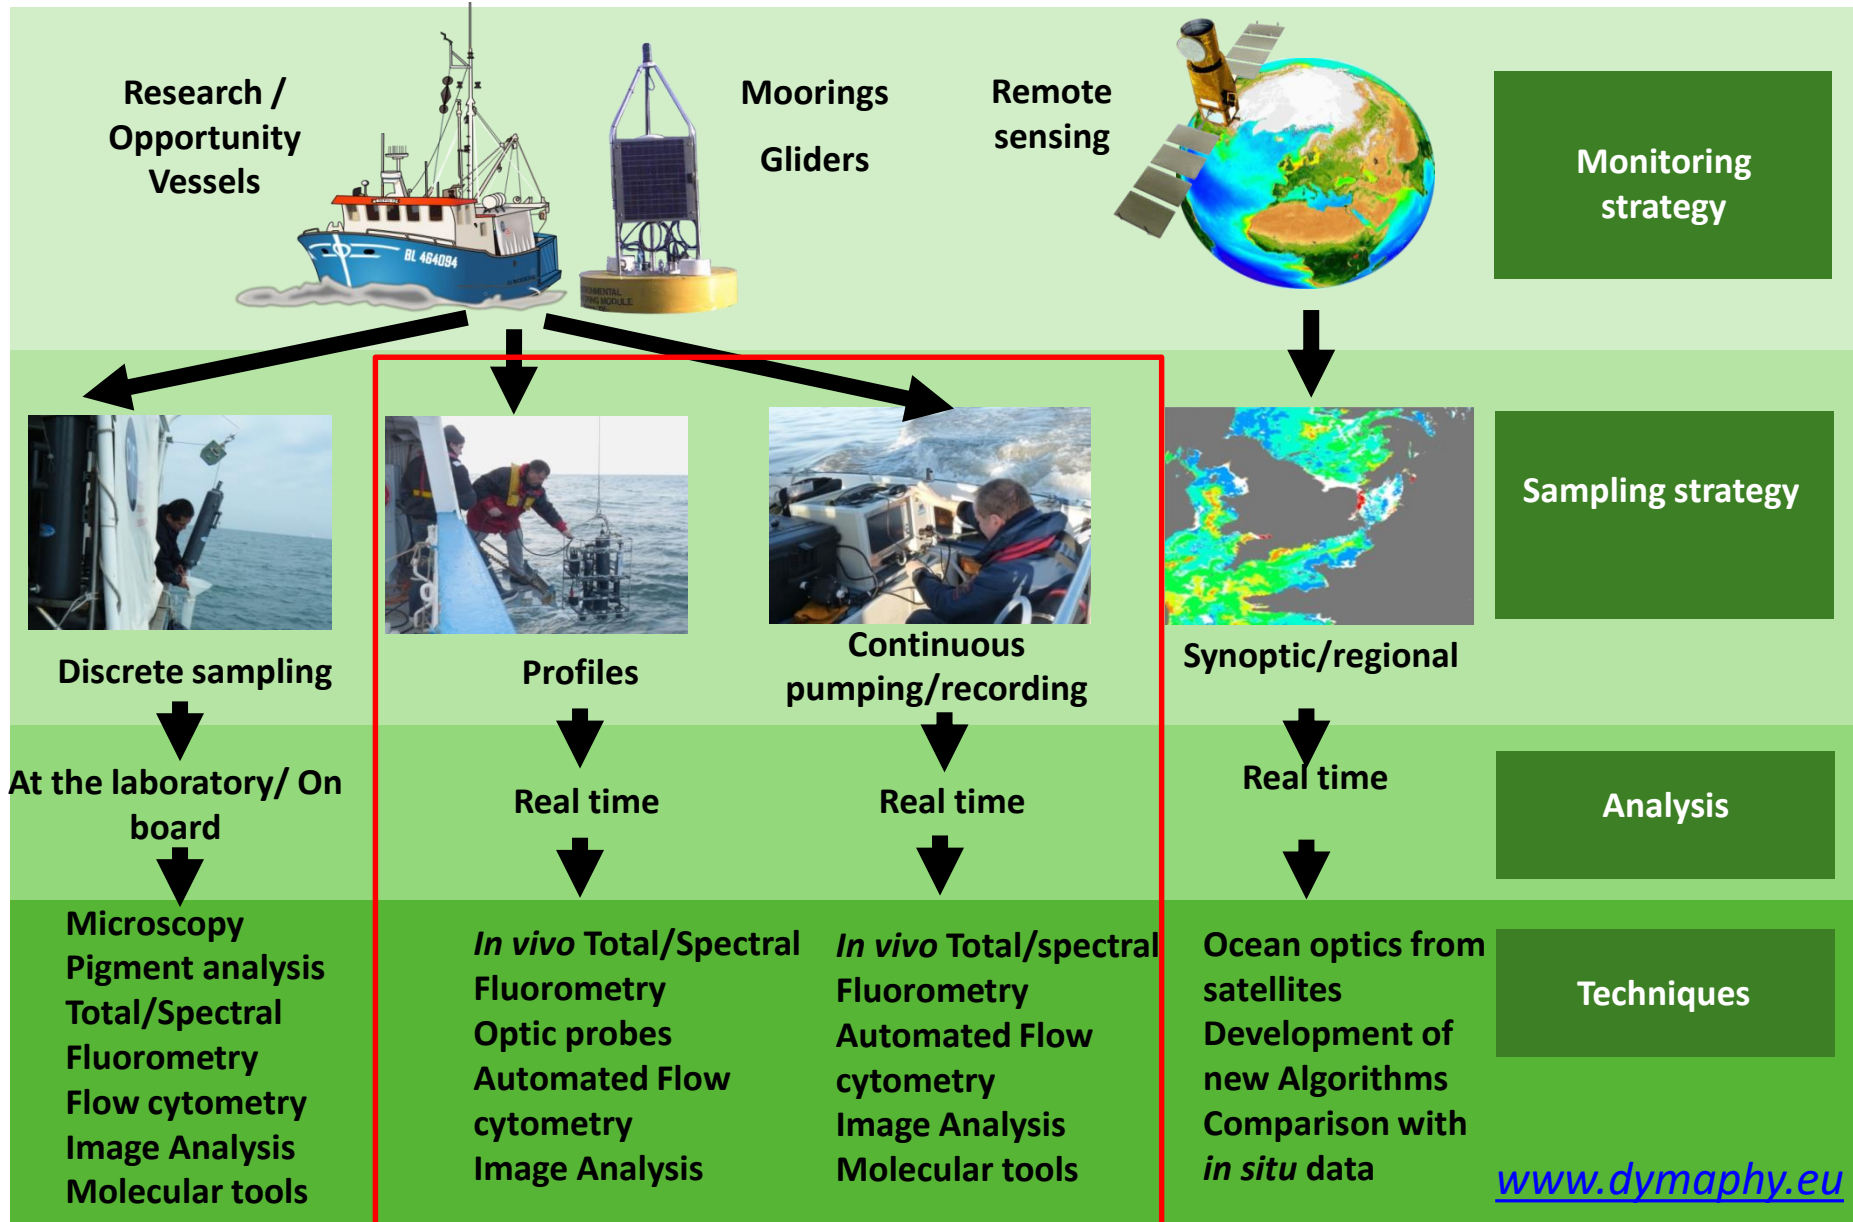 Research /
Opportunity
Vessels
BL 464094
Moorings
Gliders
MODULE
Remote
sensing
Monitoring
strategy
Sampling strategy
Discrete sampling
Profiles
Continuous
pumping/recording
Synoptic/regional
At the laboratory/ On
board
Real time
Real time
Real time
Analysis
Microscopy
Pigment analysis
Total/Spectral
Fluorometry
Flow cytometry
Image Analysis
Molecular tools
In vivo Total/Spectral
Fluorometry
Optic probes
Automated Flow
cytometry
Image Analysis
In vivo Total/spectral
Fluorometry
Automated Flow
cytometry
Image Analysis
Molecular tools
Ocean optics from
satellites
Development of
new Algorithms
Comparison with
in situ data
Techniques
www.dymaphy.eu